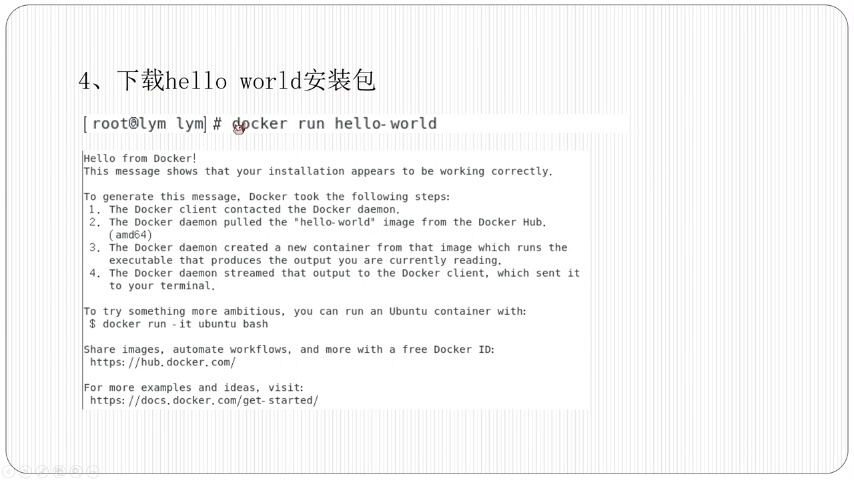 4、下载hello world安装包
[root@lym lym]# docker run hello-world
Hello from Docker!
This message shows that your installation appears to be working correctly.
To generate this message, Docker took the following steps:
1. The Docker client contacted the Docker daemon.
2. The Docker daemon pulled the "hello-world" image from the Docker Hub.
(amd64)
3. The Docker daemon created a new container from that image which runs the
executable that produces the output you are currently reading.
4. The Docker daemon streamed that output to the Docker client, which sent it
to your terminal.
To try something more ambitious, you can run an Ubuntu container with:
$ docker run -it ubuntu bash
Share images, automate workflows, and more with a free Docker ID:
https://hub.docker.com/
For more examples and ideas, visit:
https://docs.docker.com/get-started/